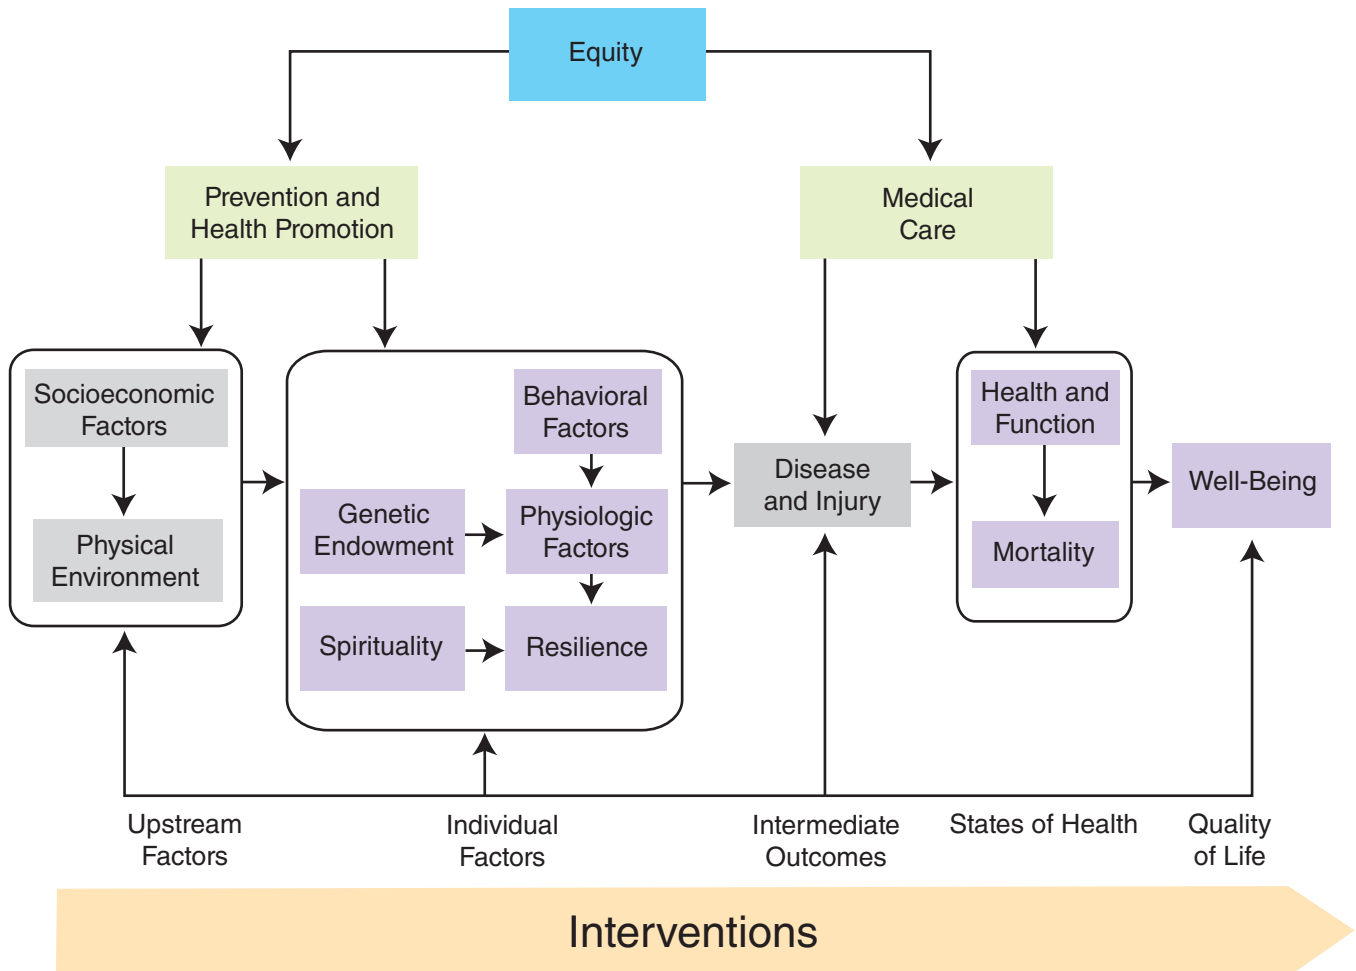 Equity
Prevention and
Health Promotion
Medical
Care
Socioeconomic
Factors
Physical
Environment
Behavioral
Factors
Genetic
Endowment
Physiologic
Factors
Spirituality
Resilience
Disease
and Injury
Health and
Function
Mortality
Well-Being
Upstream
Factors
Individual
Factors
Intermediate
Outcomes
States of Health
Quality
of Life
Interventions